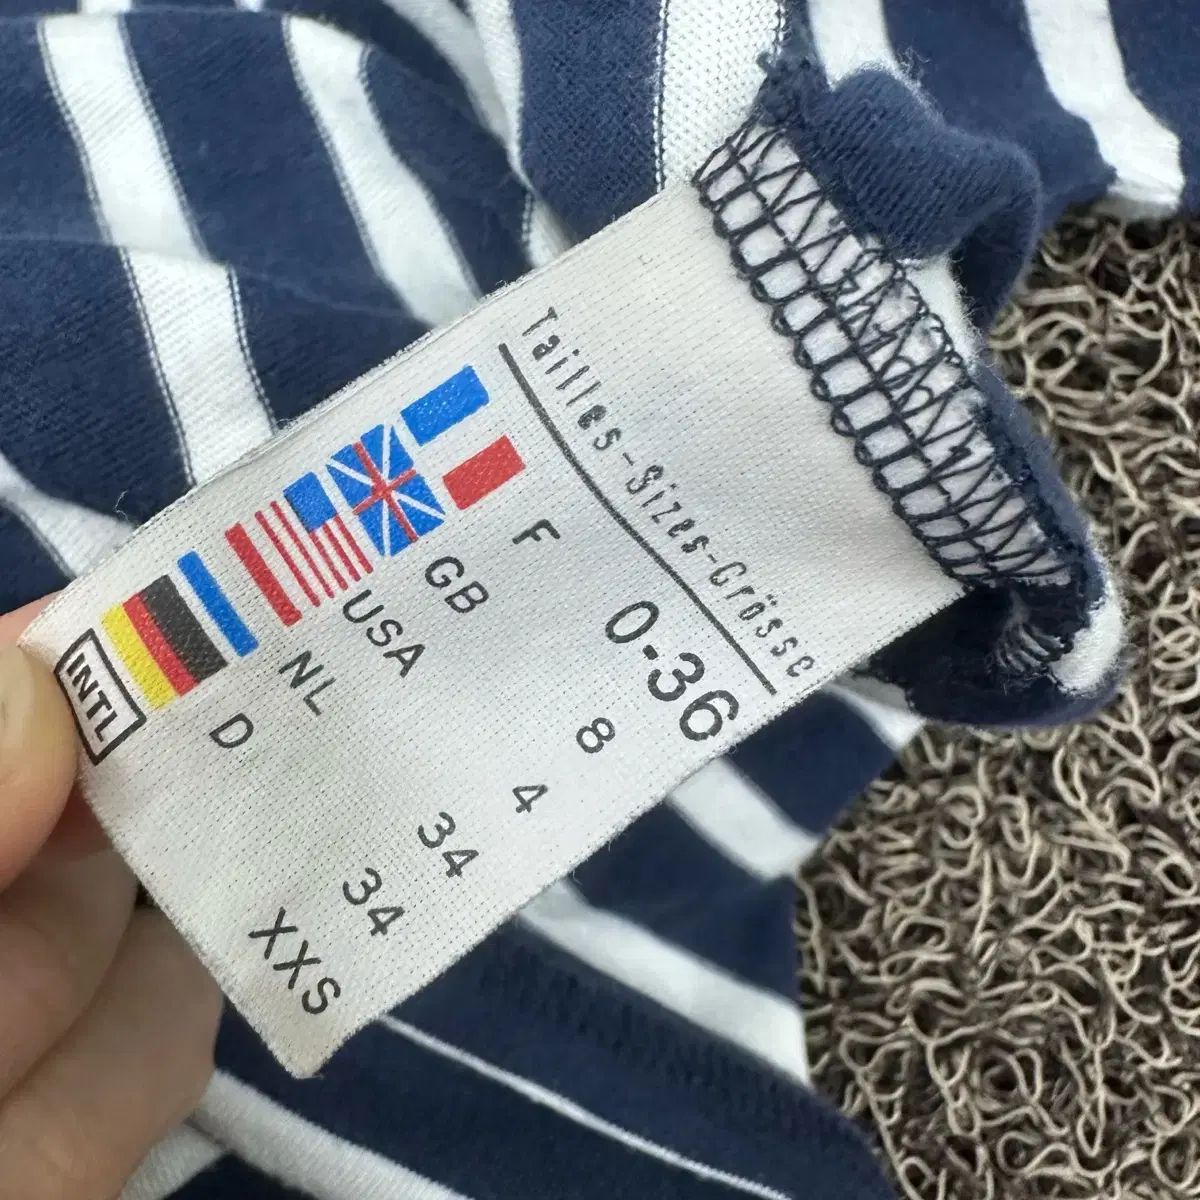 Tailles-Sizes-Grösse
F 0-36
GB 8
USA 4
NL 34
D 34
INTL XXS